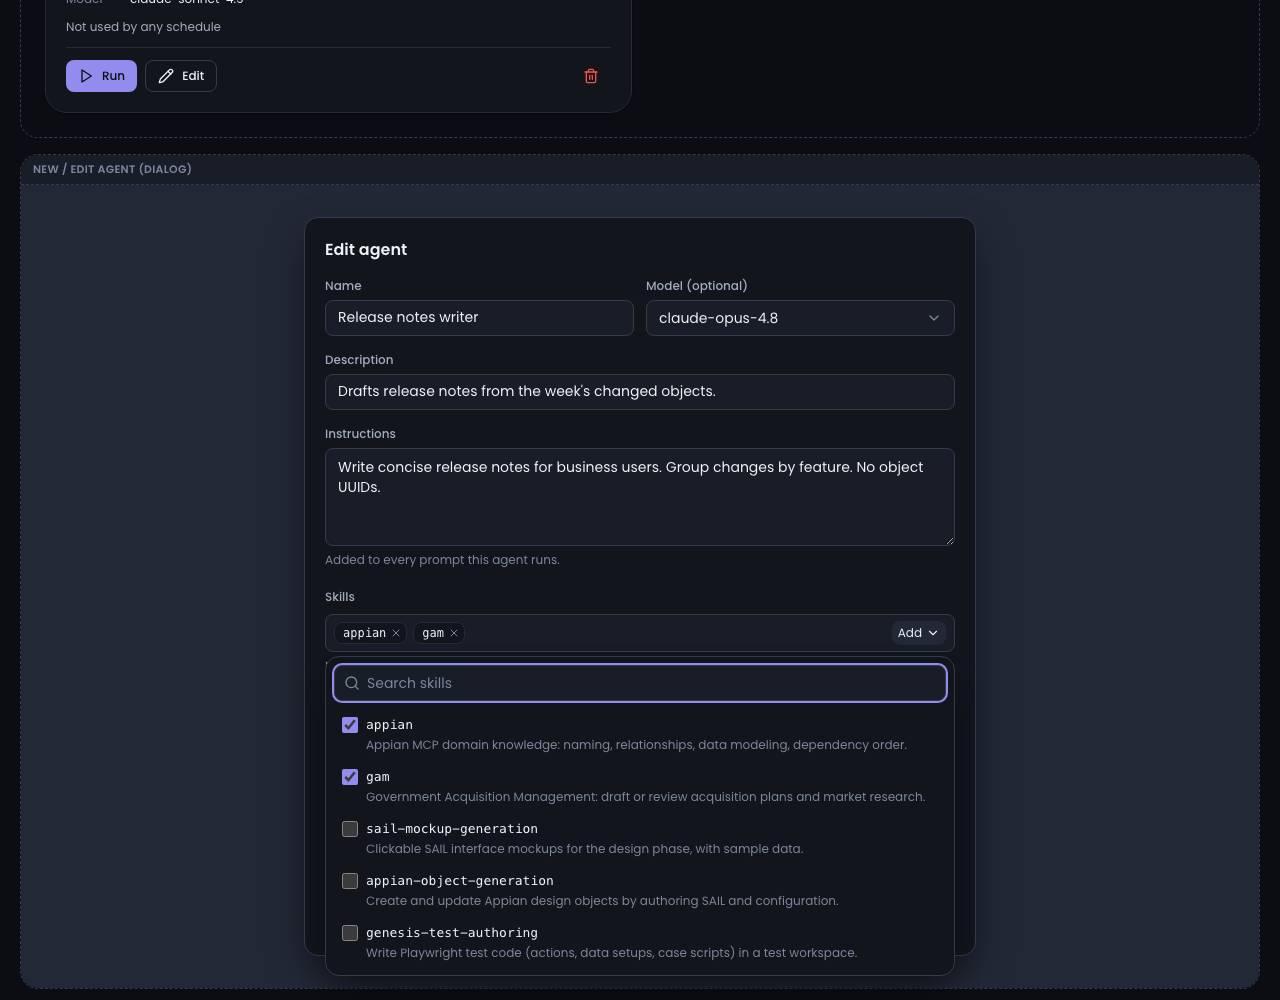 Not used by any schedule
Run
Edit
NEW / EDIT AGENT (DIALOG)
Edit agent
Name
Model (optional)
Release notes writer
claude-opus-4.8
Description
Drafts release notes from the week's changed objects.
Instructions
Write concise release notes for business users. Group changes by feature. No object
UUIDs.
Added to every prompt this agent runs.
Skills
appian
gam
Add
Search skills
appian
Appian MCP domain knowledge: naming, relationships, data modeling, dependency order.
gam
Government Acquisition Management: draft or review acquisition plans and market research.
sail-mockup-generation
Clickable SAIL interface mockups for the design phase, with sample data.
appian-object-generation
Create and update Appian design objects by authoring SAIL and configuration.
genesis-test-authoring
Write Playwright test code (actions, data setups, case scripts) in a test workspace.